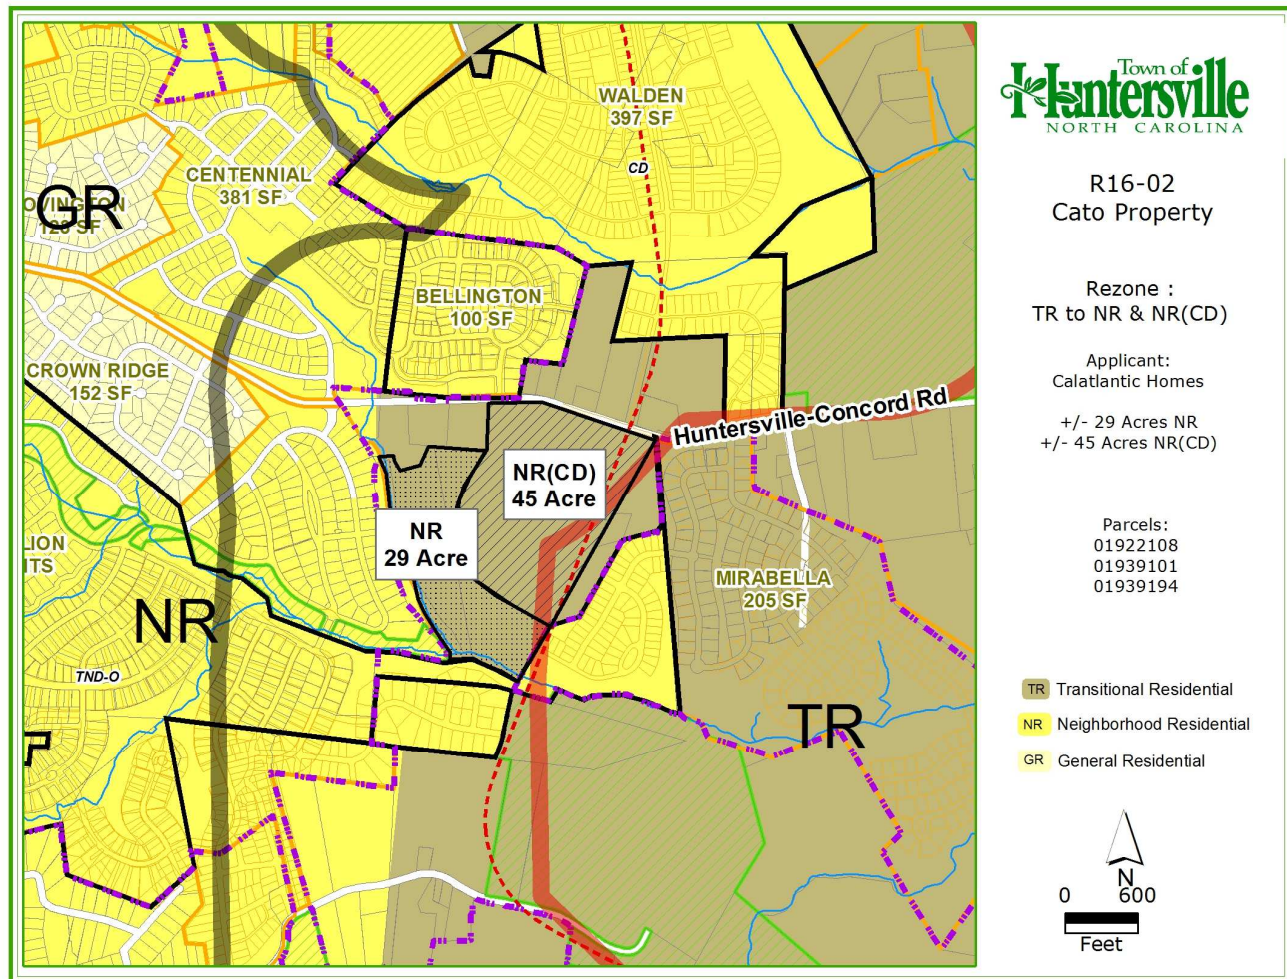 WALDEN
397 SF
CD
CENTENNIAL
381 SF
GR
BELLINGTON
100 SF
CROWN RIDGE
152 SF
Huntersville-Concord Rd
NR(CD)
45 Acre
NR
29 Acre
MIRABELLA
205 SF
NR
TND-O
TR
Town of
Huntersville
NORTH CAROLINA
R16-02
Cato Property
Rezone :
TR to NR & NR(CD)
Applicant:
Calatlantic Homes
+/- 29 Acres NR
+/- 45 Acres NR(CD)
Parcels:
01922108
01939101
01939194
TR Transitional Residential
NR Neighborhood Residential
GR General Residential
N
0 600
Feet